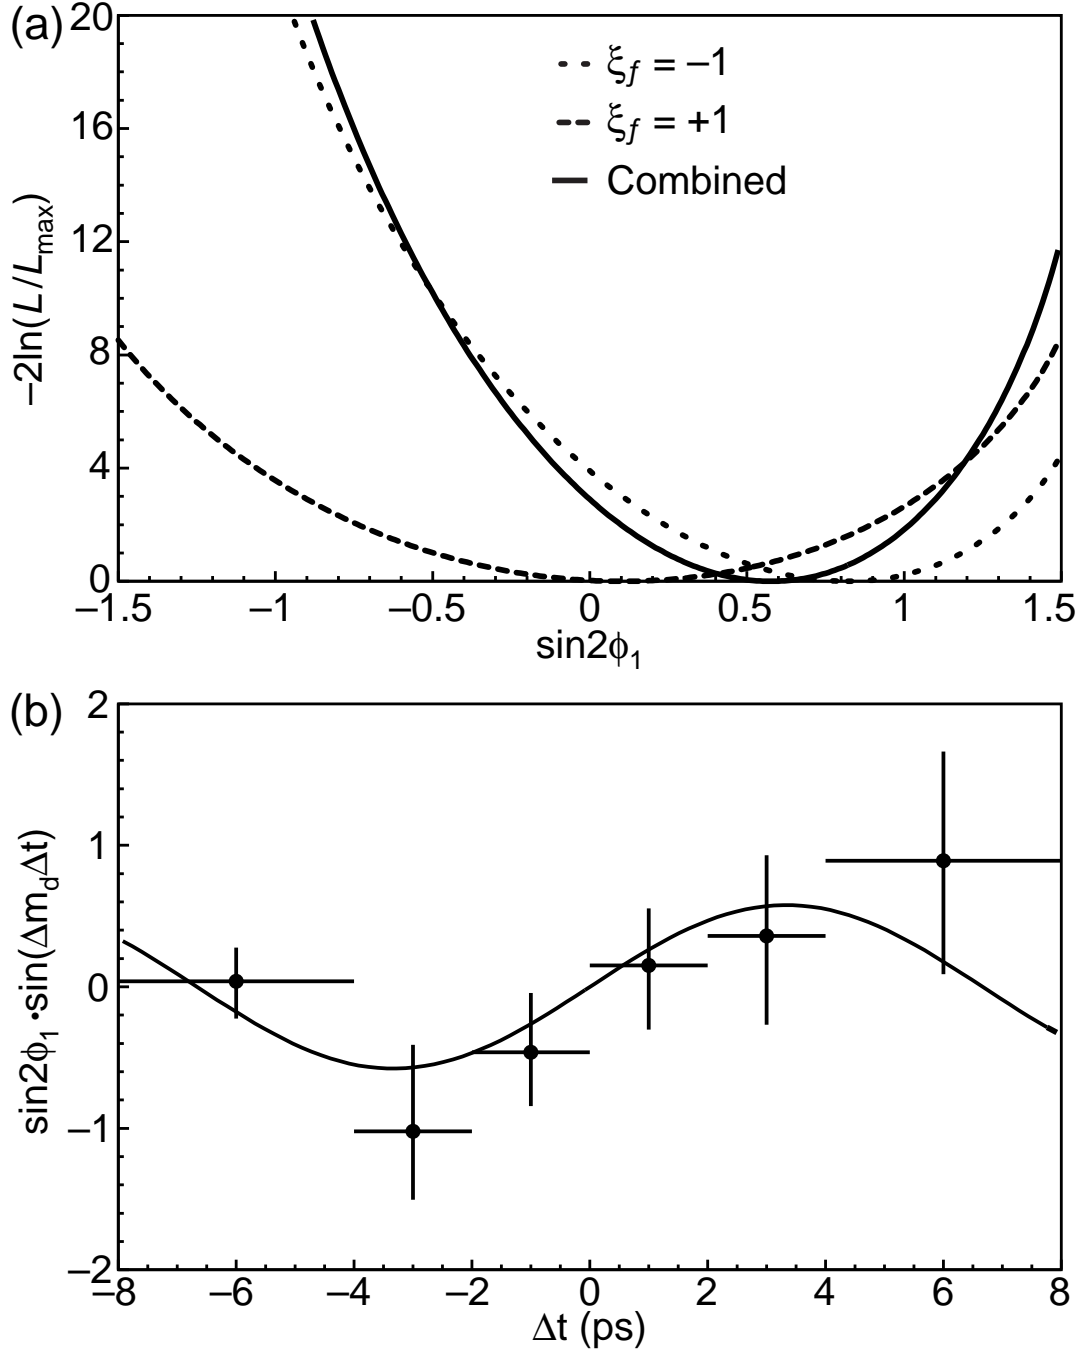 (a)
20
16
12
8
4
0
–2ln(L/Lmax)
ξf = –1
ξf = +1
Combined
–1.5 –1 –0.5 0 0.5 1 1.5
sin2ϕ1
(b)
2
1
0
–1
–2
sin2ϕ1 •sin(ΔmdΔt)
–8 –6 –4 –2 0 2 4 6 8
Δt (ps)